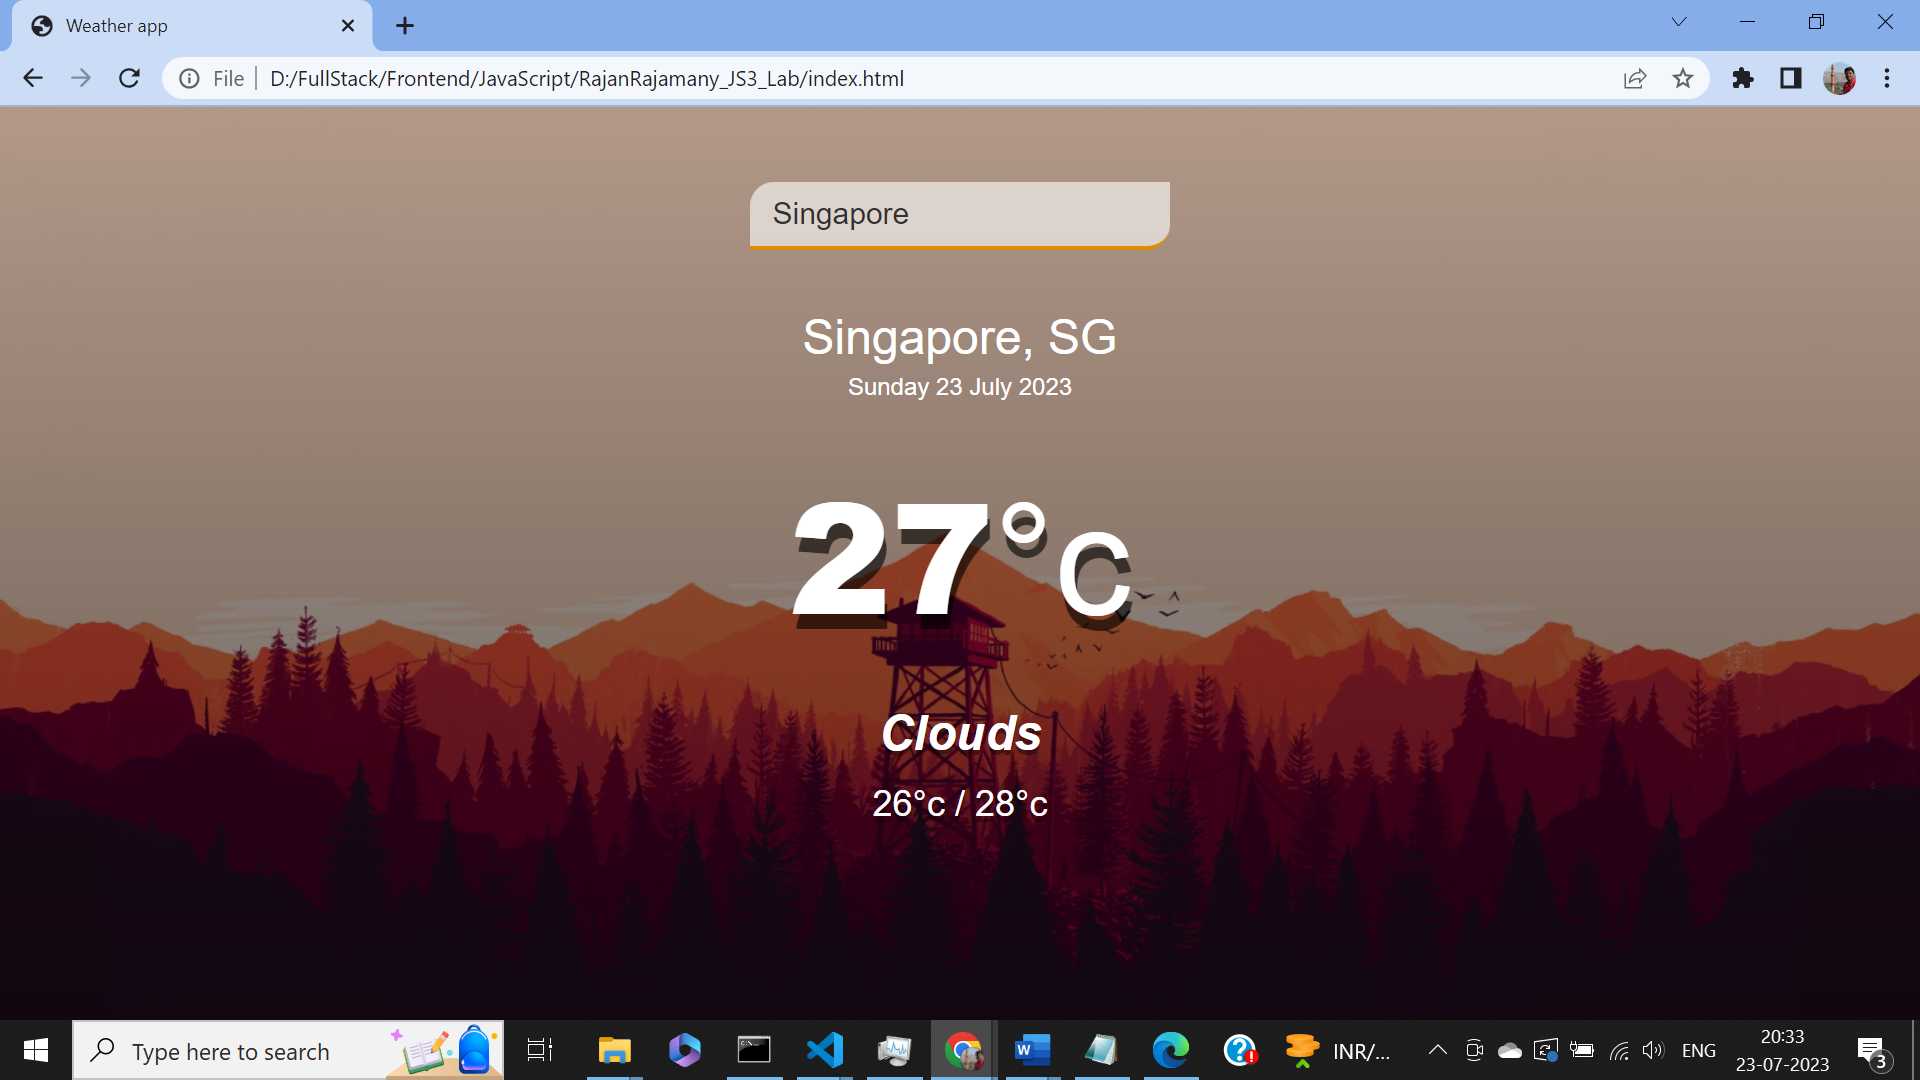 Weather app
File
D:/FullStack/Frontend/JavaScript/RajanRajamany_JS3_Lab/index.html
Singapore
Singapore, SG
Sunday 23 July 2023
27°c
Clouds
26°c / 28°c
Type here to search
INR/...
ENG
20:33
23-07-2023
3